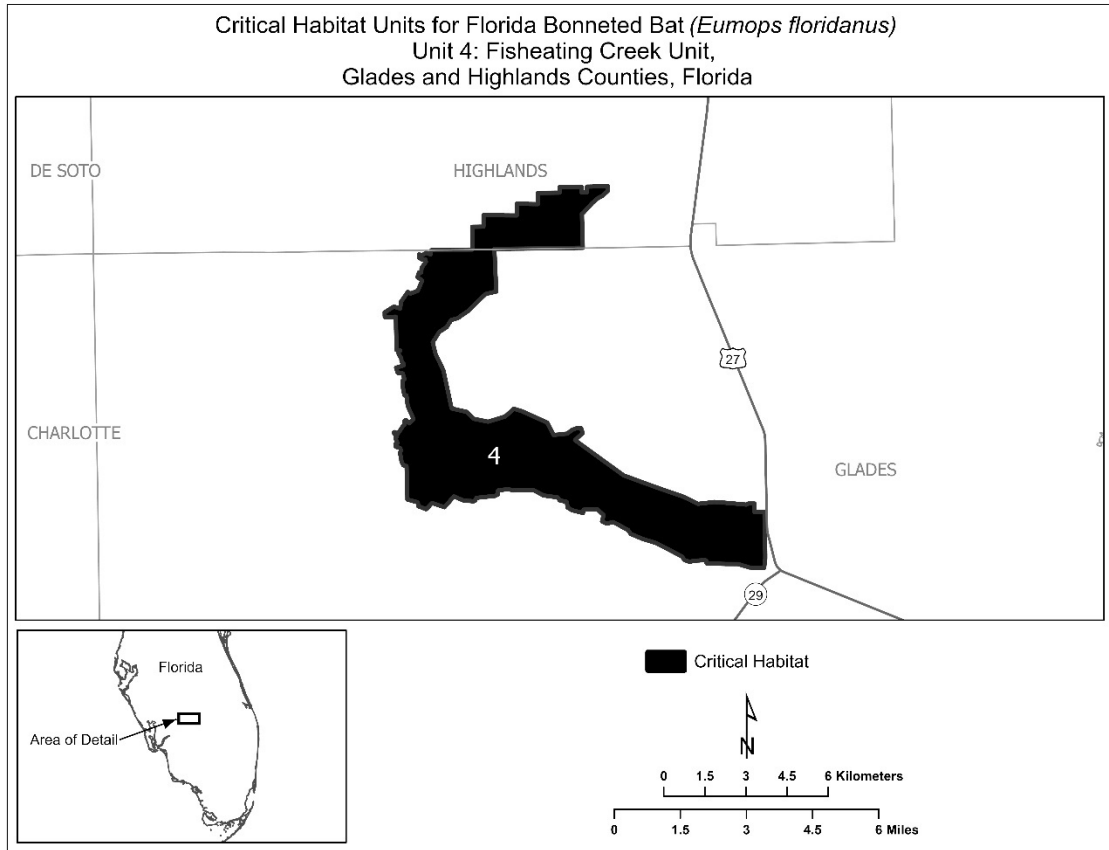 Critical Habitat Units for Florida Bonneted Bat (Eumops floridanus)
Unit 4: Fisheating Creek Unit,
Glades and Highlands Counties, Florida
DE SOTO
HIGHLANDS
27
CHARLOTTE
4
GLADES
29
Florida
Area of Detail
Critical Habitat
N
0 1.5 3 4.5 6 Kilometers
0 1.5 3 4.5 6 Miles